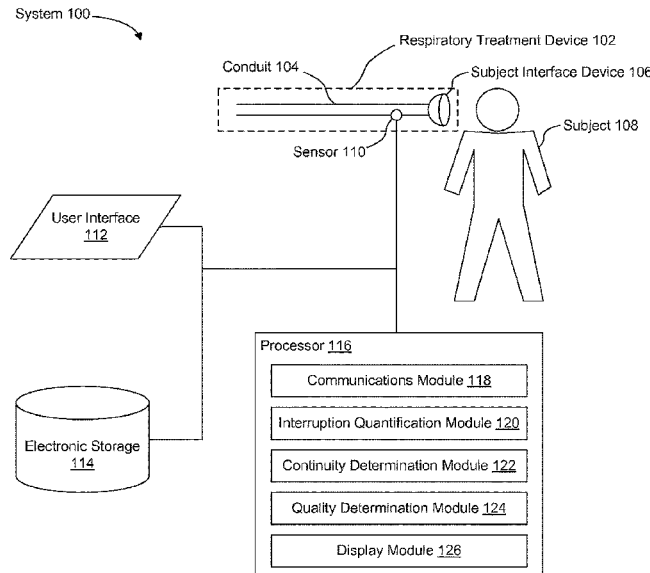 System 100
Respiratory Treatment Device 102
Conduit 104
Subject Interface Device 106
Subject 108
Sensor 110
User Interface
112
Electronic Storage
114
Processor 116
Communications Module 118
Interruption Quantification Module 120
Continuity Determination Module 122
Quality Determination Module 124
Display Module 126